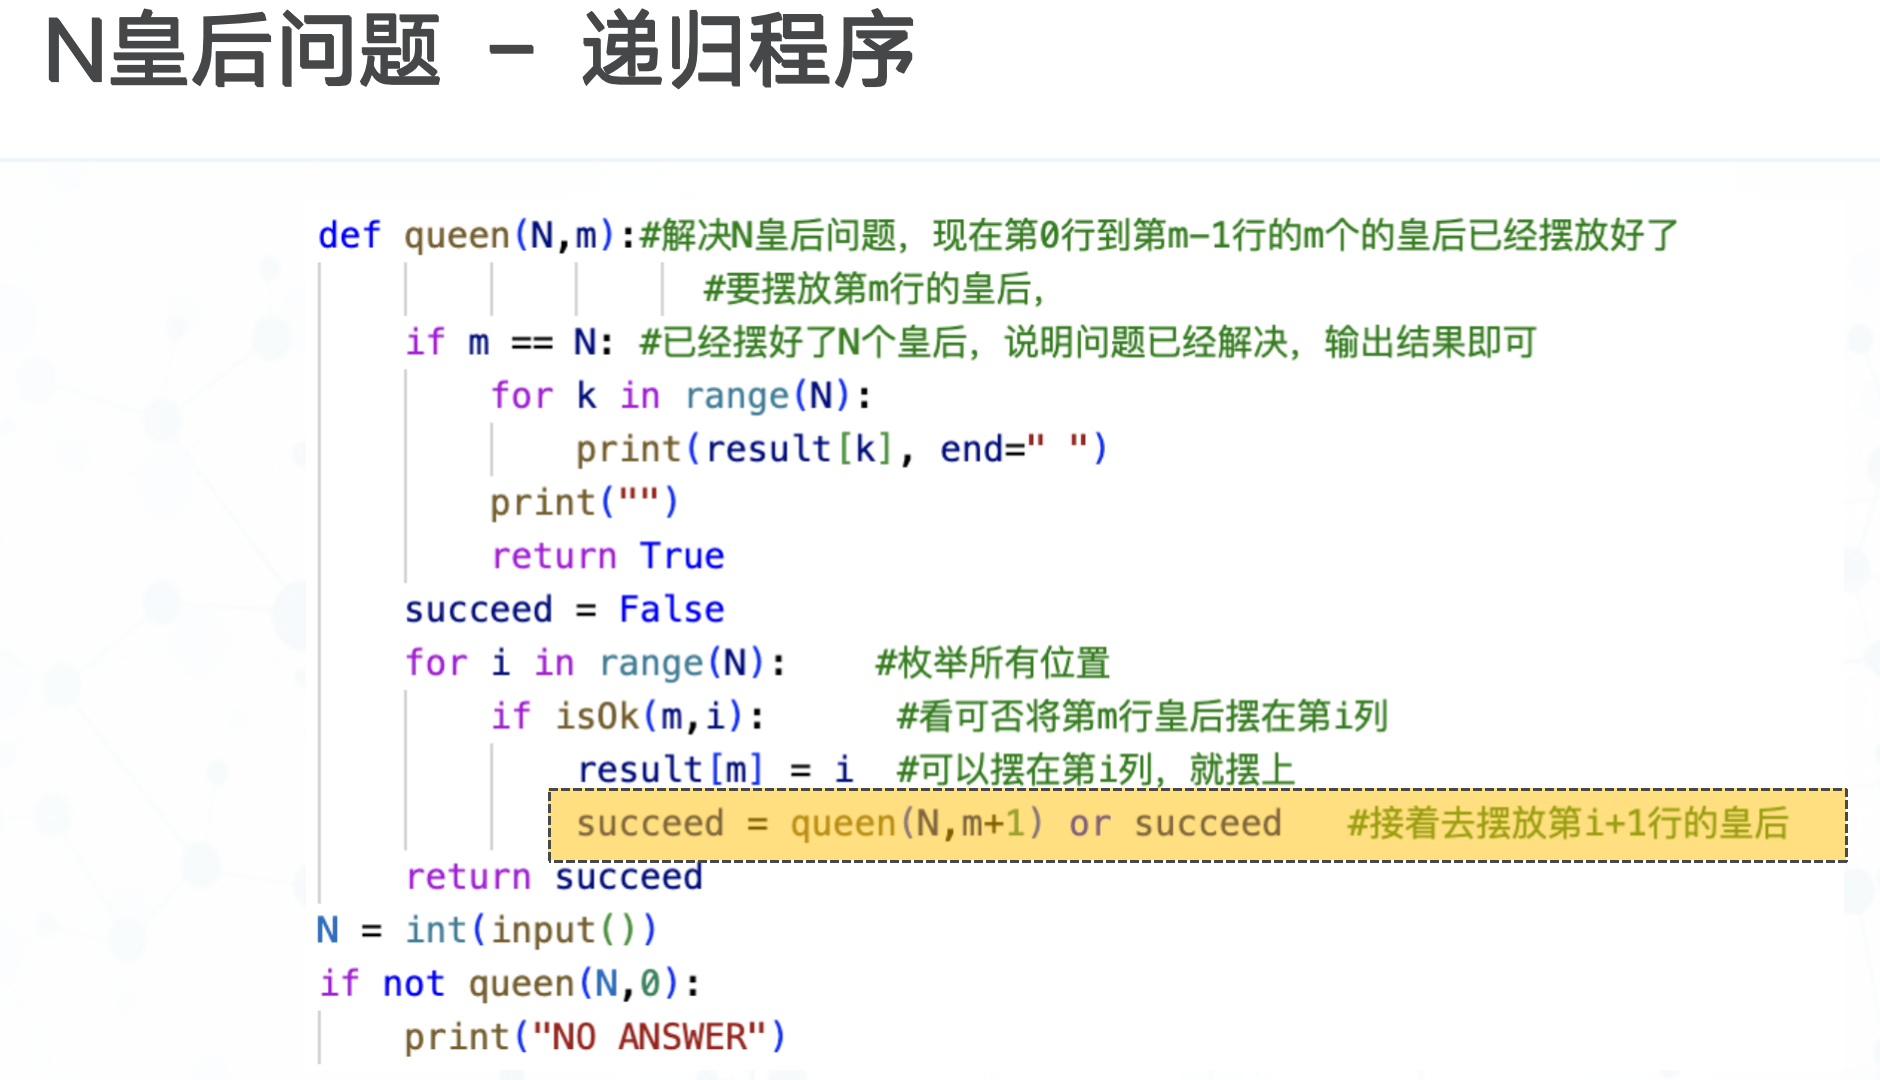 N皇后问题 - 递归程序
def queen(N,m):#解决N皇后问题，现在第0行到第m-1行的m个的皇后已经摆放好了
#要摆放第m行的皇后，
if m == N: #已经摆好了N个皇后，说明问题已经解决，输出结果即可
for k in range(N):
print(result[k], end=" ")
print("")
return True
succeed = False
for i in range(N): #枚举所有位置
if isOk(m,i): #看可否将第m行皇后摆在第i列
result[m] = i #可以摆在第i列，就摆上
succeed = queen(N,m+1) or succeed #接着去摆放第i+1行的皇后
return succeed
N = int(input())
if not queen(N,0):
print("NO ANSWER")